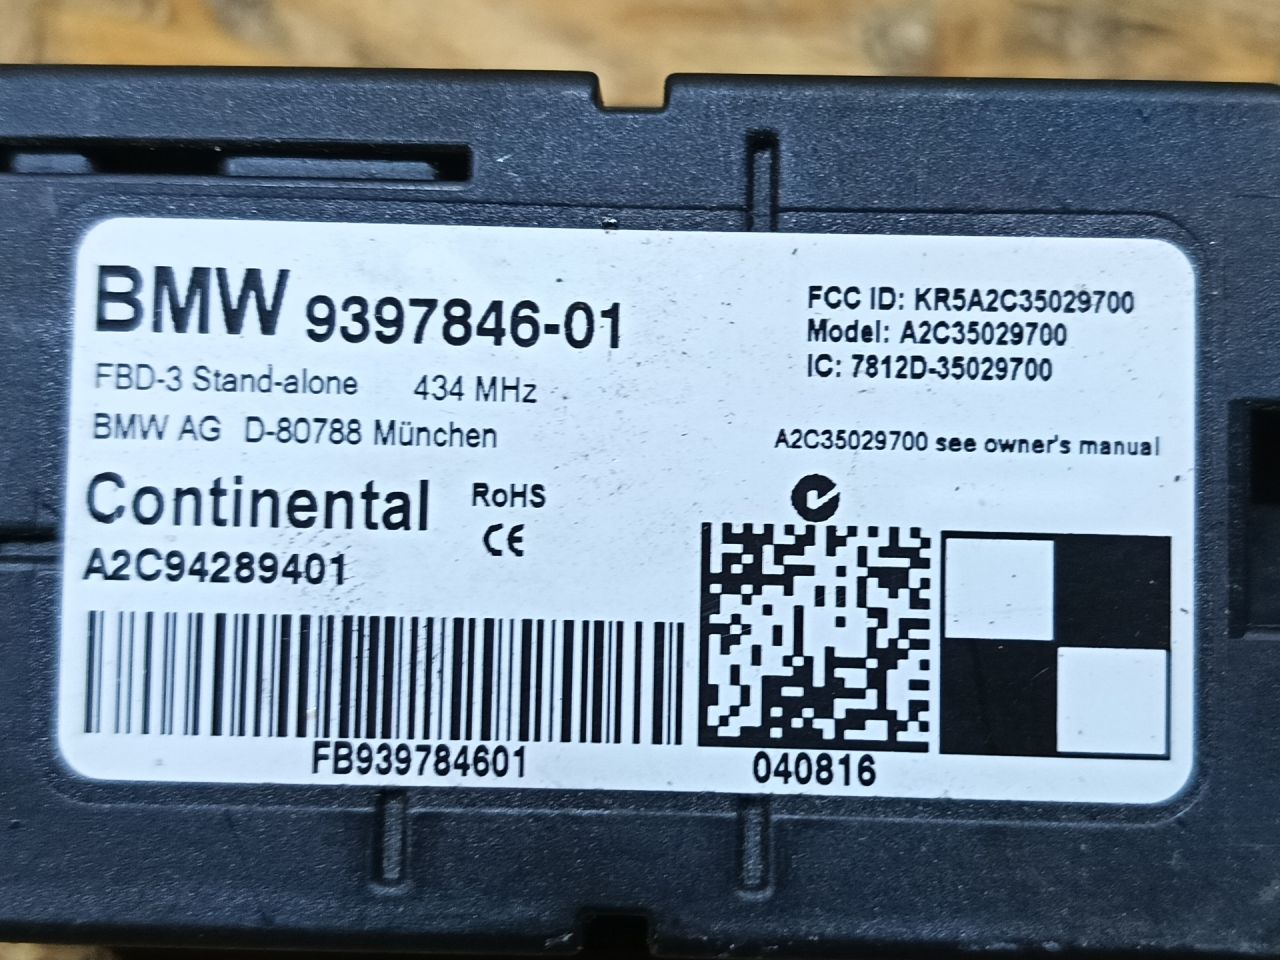 BMW 9397846-01
FBD-3 Stand-alone 434 MHz
BMW AG D-80788 München
Continental RoHS
CE
A2C94289401
FB939784601
FCC ID: KR5A2C35029700
Model: A2C35029700
IC: 7812D-35029700
A2C35029700 see owner's manual
040816